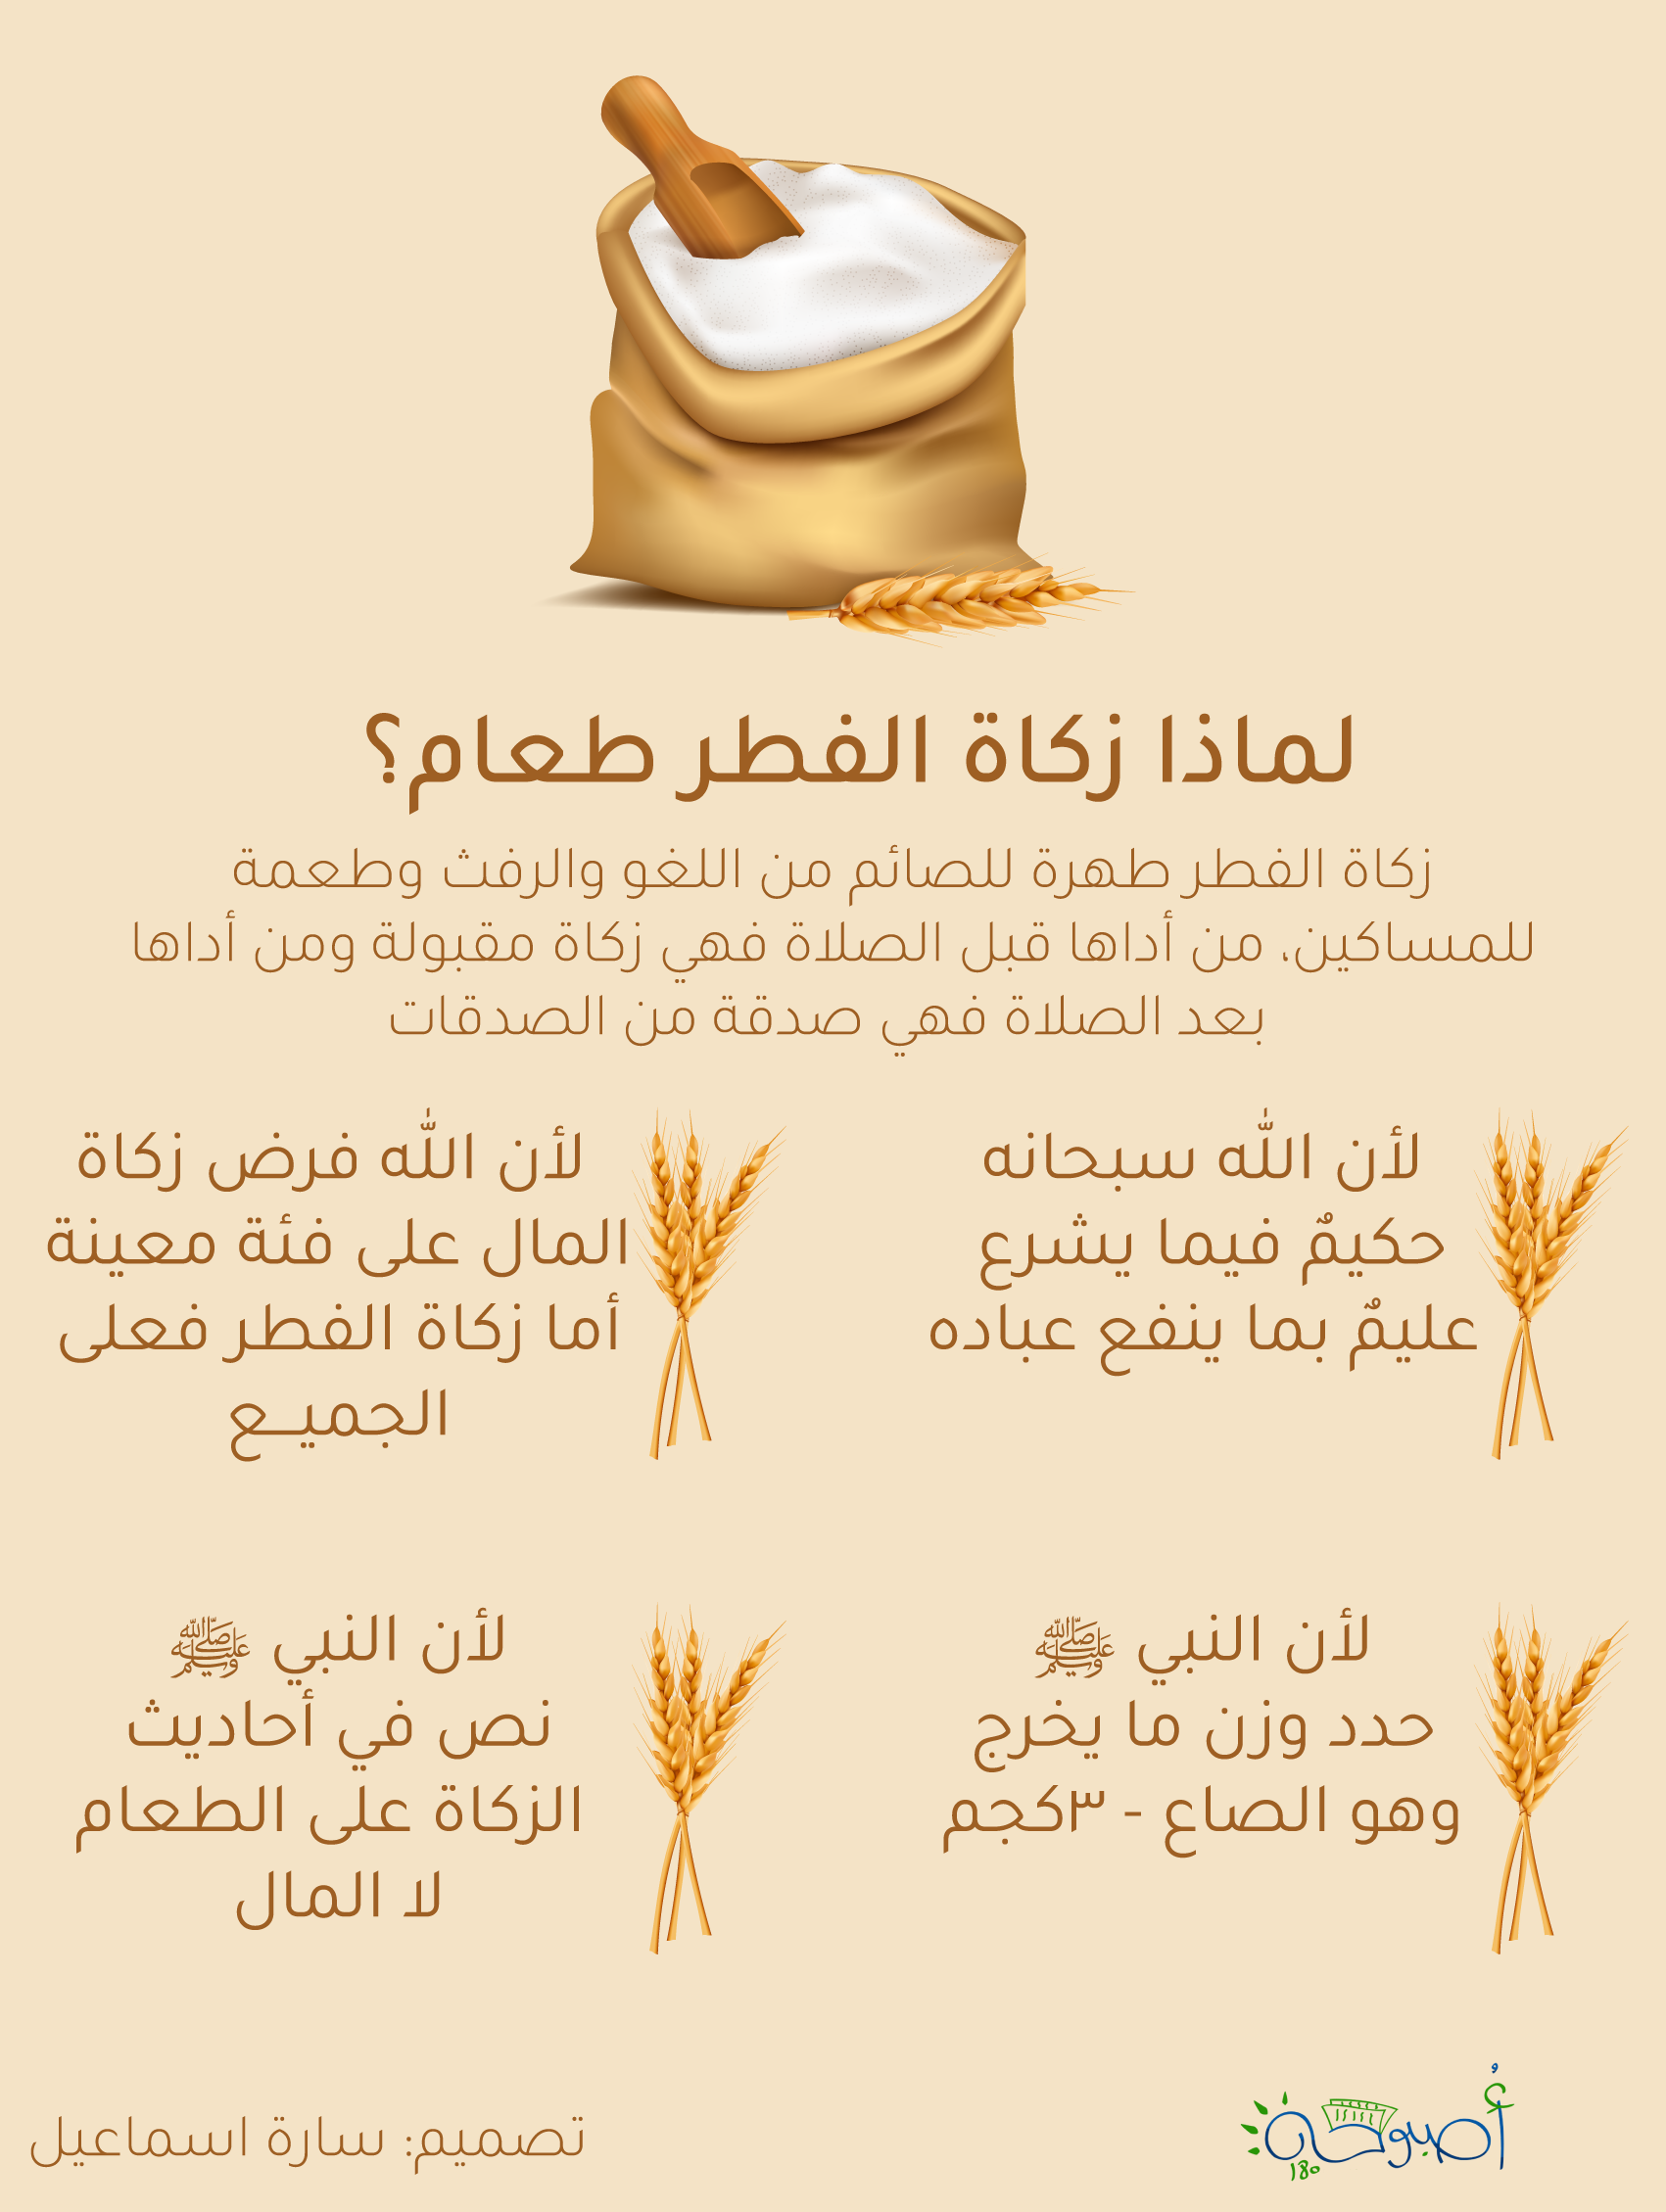 لماذا زكاة الفطر طعام؟
زكاة الفطر طهرة للصائم من اللغو والرفث وطعمة
للمساكين، من أداها قبل الصلاة فهي زكاة مقبولة ومن أداها
بعد الصلاة فهي صدقة من الصدقات
لأن الله سبحانه
حكيمٌ فيما يشرع
عليمٌ بما ينفع عباده
لأن الله فرض زكاة
المال على فئة معينة
أما زكاة الفطر فعلى
الجميـع
لأن النبي ﷺ
حدد وزن ما يخرج
وهو الصاع - ٣كجم
لأن النبي ﷺ
نص في أحاديث
الزكاة على الطعام
لا المال
أُصبوحة
180
تصميم: سارة اسماعيل